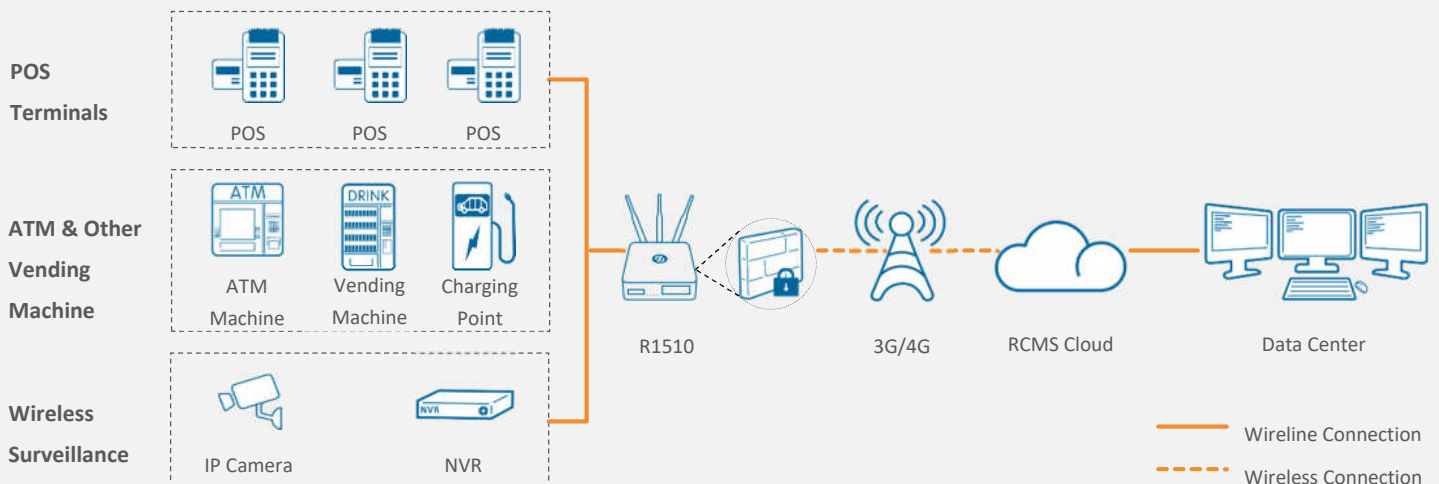 POS
Terminals
POS
POS
POS
ATM & Other
Vending
Machine
ATM
DRINK
ATM
Machine
Vending
Machine
Charging
Point
Wireless
Surveillance
NVR
IP Camera
NVR
R1510
3G/4G
RCMS Cloud
Data Center
Wireline Connection
Wireless Connection